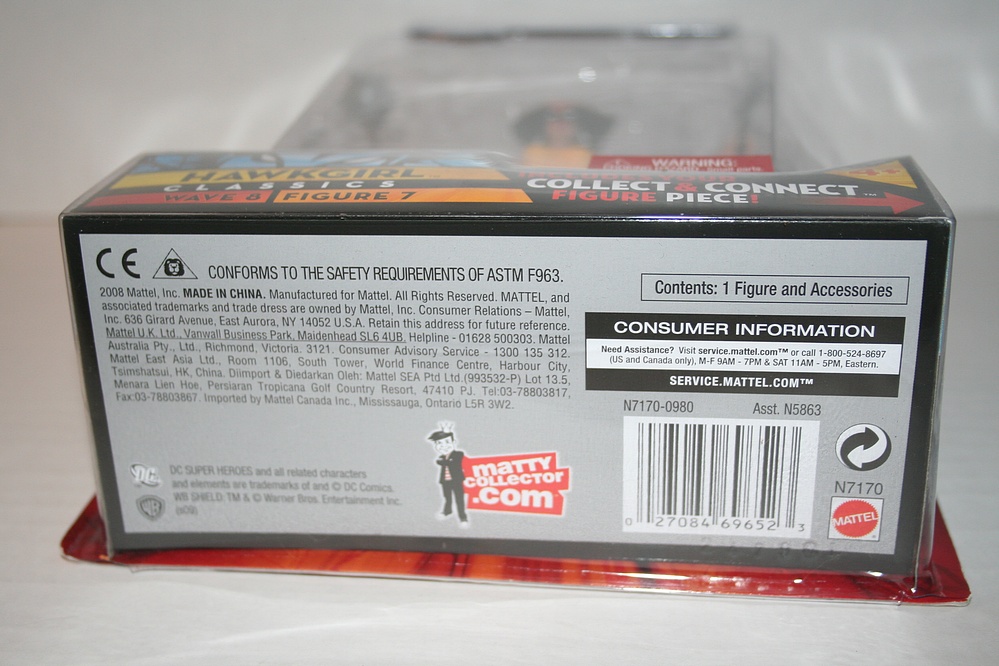 WARNING:
HAWKGIRL
CLASSICS
WAVE 8 | FIGURE 7
COLLECT & CONNECT™
FIGURE PIECE!
CE
CONFORMS TO THE SAFETY REQUIREMENTS OF ASTM F963.
2008 Mattel, Inc. MADE IN CHINA. Manufactured for Mattel. All Rights Reserved. MATTEL, and
associated trademarks and trade dress are owned by Mattel, Inc. Consumer Relations – Mattel,
Inc. 636 Girard Avenue, East Aurora, NY 14052 U.S.A. Retain this address for future reference.
Mattel U.K. Ltd., Vanwall Business Park, Maidenhead SL6 4UB. Helpline - 01628 500303. Mattel
Australia Pty., Ltd., Richmond, Victoria. 3121. Consumer Advisory Service - 1300 135 312.
Mattel East Asia Ltd., Room 1106, South Tower, World Finance Centre, Harbour City,
Tsimshatsui, HK, China. Diimport & Diedarkan Oleh: Mattel SEA Ptd Ltd.(993532-P) Lot 13.5,
Menara Lien Hoe, Persiaran Tropicana Golf Country Resort, 47410 PJ. Tel:03-78803817,
Fax:03-78803867. Imported by Mattel Canada Inc., Mississauga, Ontario L5R 3W2.
Contents: 1 Figure and Accessories
CONSUMER INFORMATION
Need Assistance? Visit service.mattel.com™ or call 1-800-524-8697
(US and Canada only), M-F 9AM - 7PM & SAT 11AM - 5PM, Eastern.
SERVICE.MATTEL.COM™
N7170-0980 Asst. N5863
0 27084 69652 3
N7170
MATTEL
DC
DC SUPER HEROES and all related characters
and elements are trademarks of and © DC Comics.
WB SHIELD: TM & © Warner Bros. Entertainment Inc.
(s09)
matty
collector
.com